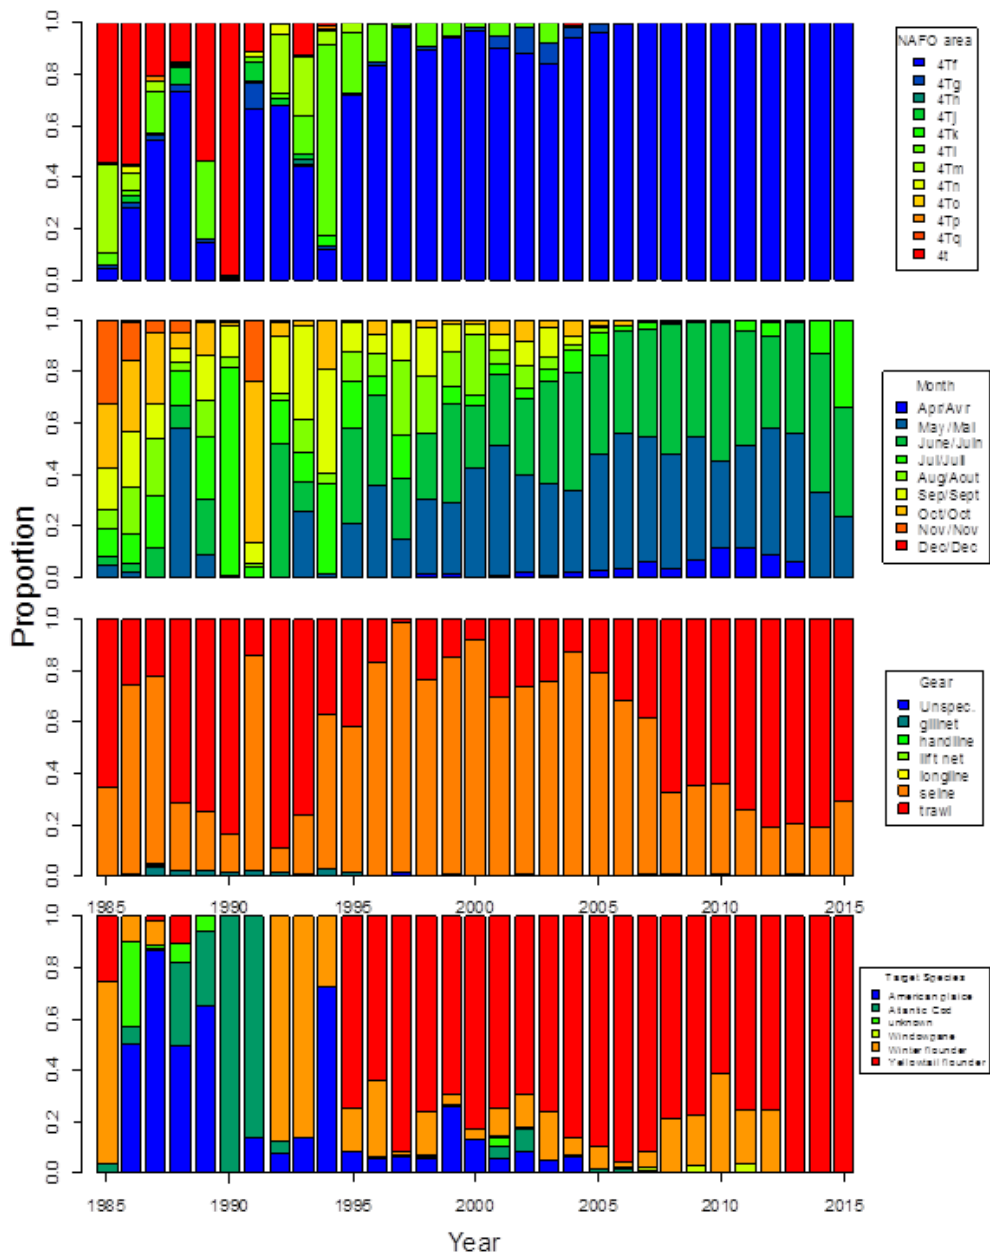 0.0 0.2 0.4 0.6 0.8 1.0
NAFO area
4Tf
4Tg
4Th
4Tj
4Tk
4Tl
4Tm
4Tn
4To
4Tp
4Tq
4t
0.0 0.2 0.4 0.6 0.8 1.0
Month
Apr/Avr
May/Mai
June/Juin
Jul/Juil
Aug/Aout
Sep/Sept
Oct/Oct
Nov/Nov
Dec/Dec
Proportion
0.0 0.2 0.4 0.6 0.8 1.0
Gear
Unspec.
gillnet
handline
lift net
longline
seine
trawl
1985 1990 1995 2000 2005 2010 2015
0.0 0.2 0.4 0.6 0.8 1.0
Target Species
American plaice
Atlantic Cod
unknown
Windowpane
Winter flounder
Yellowtail flounder
1985 1990 1995 2000 2005 2010 2015
Year